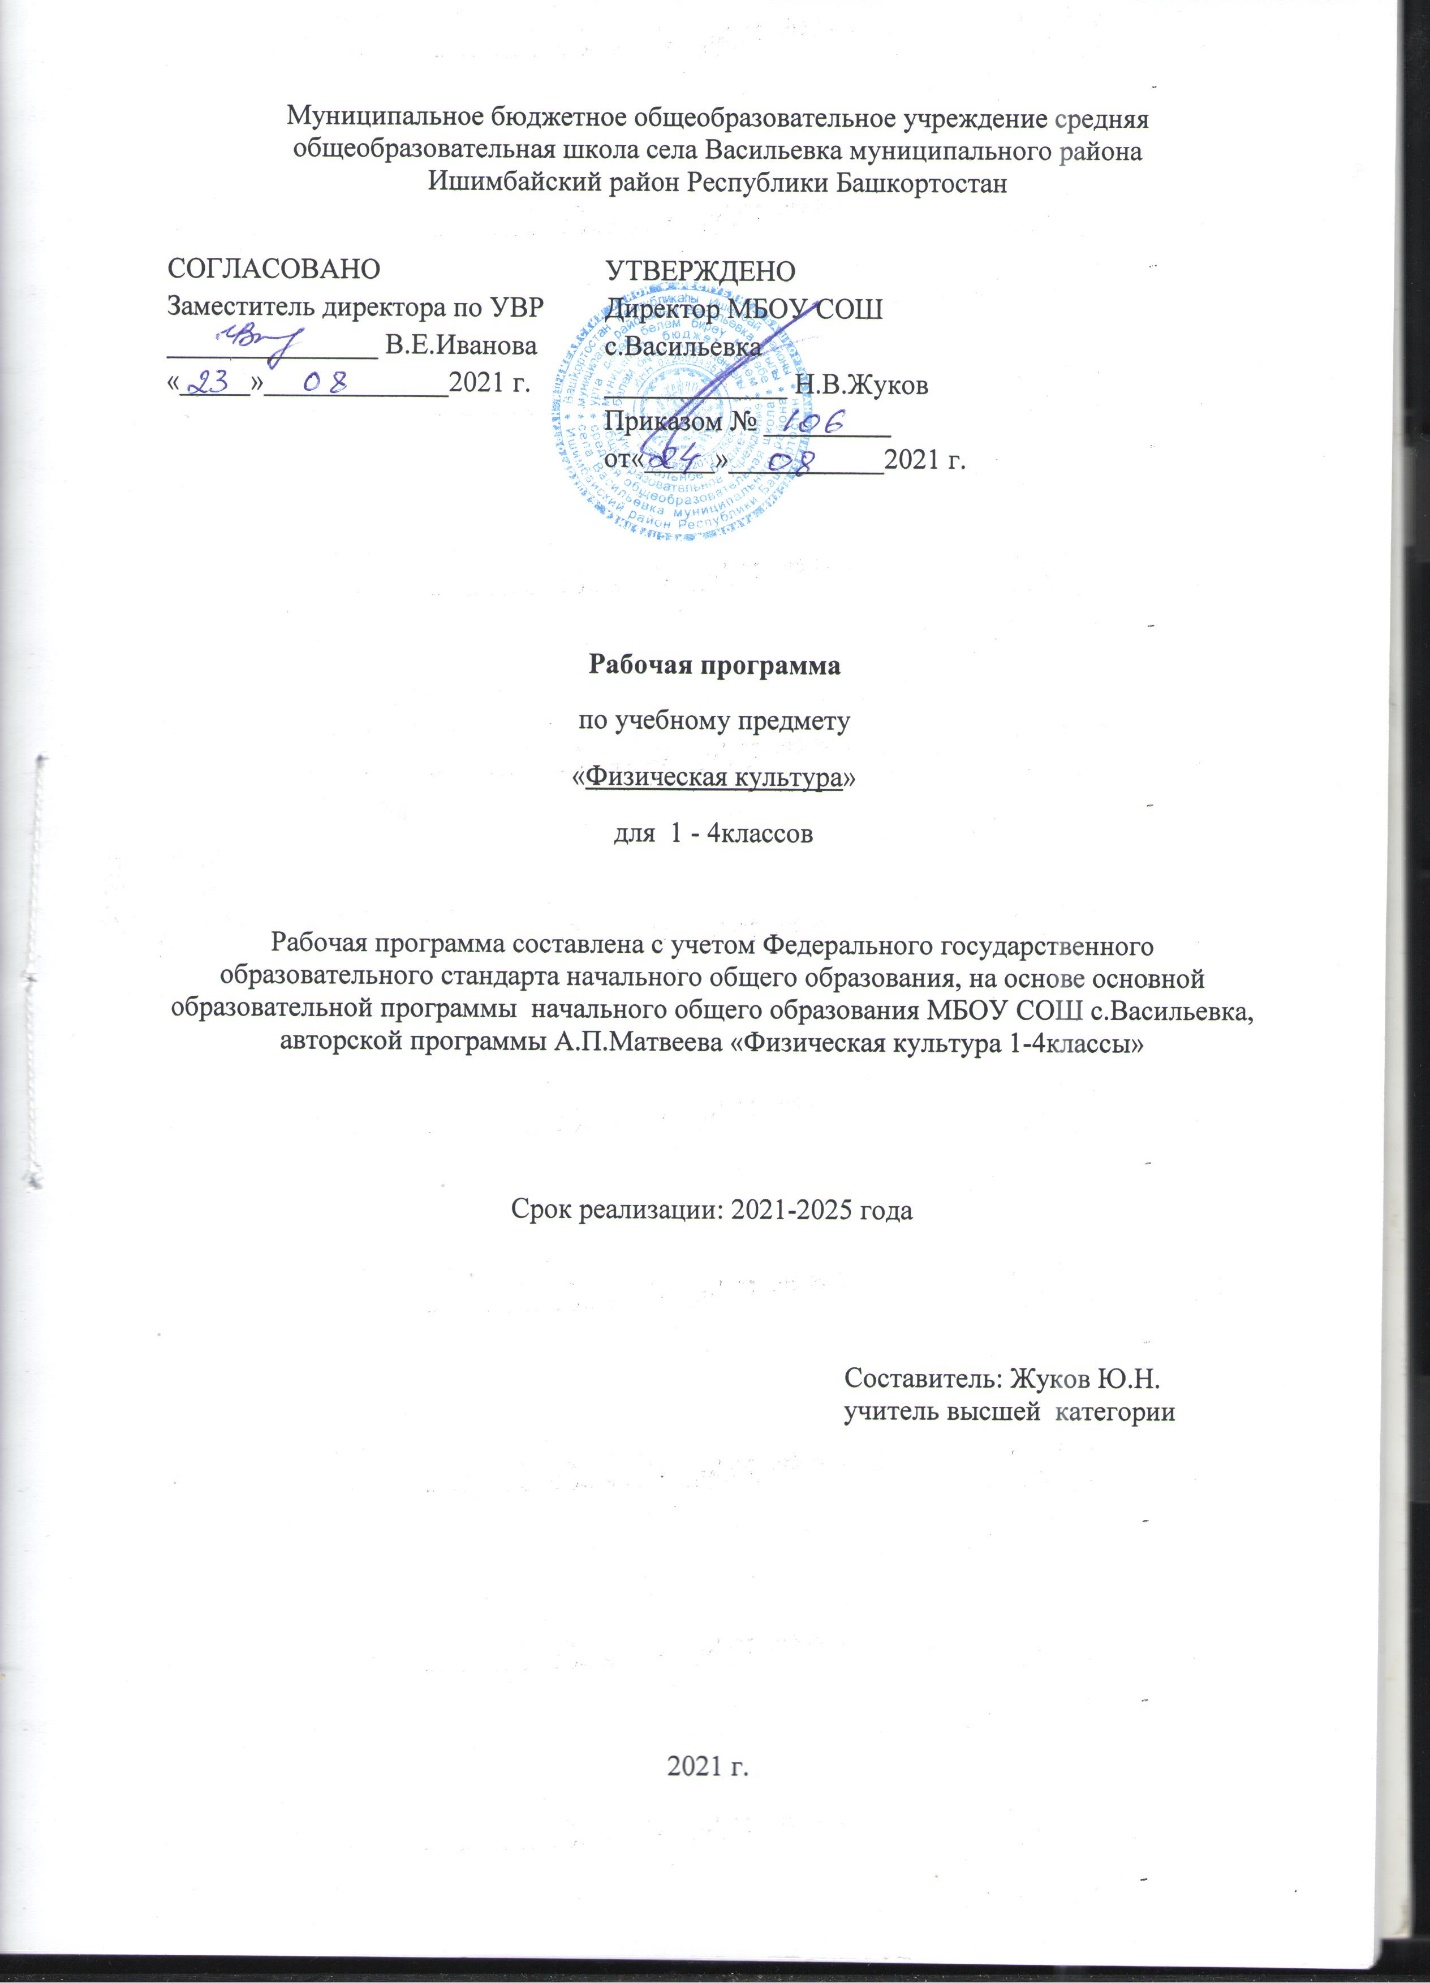 Муниципальное бюджетное общеобразовательное учреждение средняя
общеобразовательная школа села Васильевка муниципального района
Ишимбайский район Республики Башкортостан
СОГЛАСОВАНО
Заместитель директора по УВР
_______________ В.Е.Иванова
«23» 08 2021 г.
УТВЕРЖДЕНО
Директор МБОУ СОШ
с.Васильевка
_____________ Н.В.Жуков
Приказом № 106
от«24» 08 2021 г.
Рабочая программа
по учебному предмету
«Физическая культура»
для 1 - 4классов
Рабочая программа составлена с учетом Федерального государственного
образовательного стандарта начального общего образования, на основе основной
образовательной программы начального общего образования МБОУ СОШ с.Васильевка,
авторской программы А.П.Матвеева «Физическая культура 1-4классы»
Срок реализации: 2021-2025 года
Составитель: Жуков Ю.Н.
учитель высшей категории
2021 г.